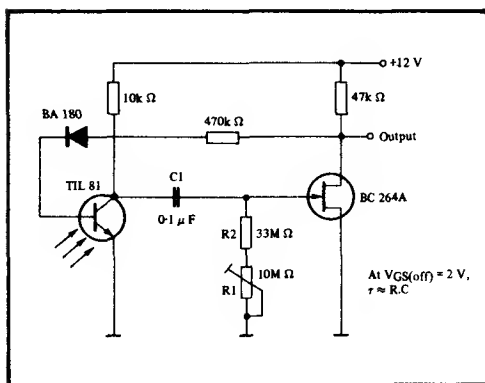 +12 V
10k Ω
47k Ω
BA 180
470k Ω
Output
TIL 81
C1
0·1 μF
BC 264A
R2
33M Ω
10M Ω
R1
At VGS(off) = 2 V,
τ ≈ R.C